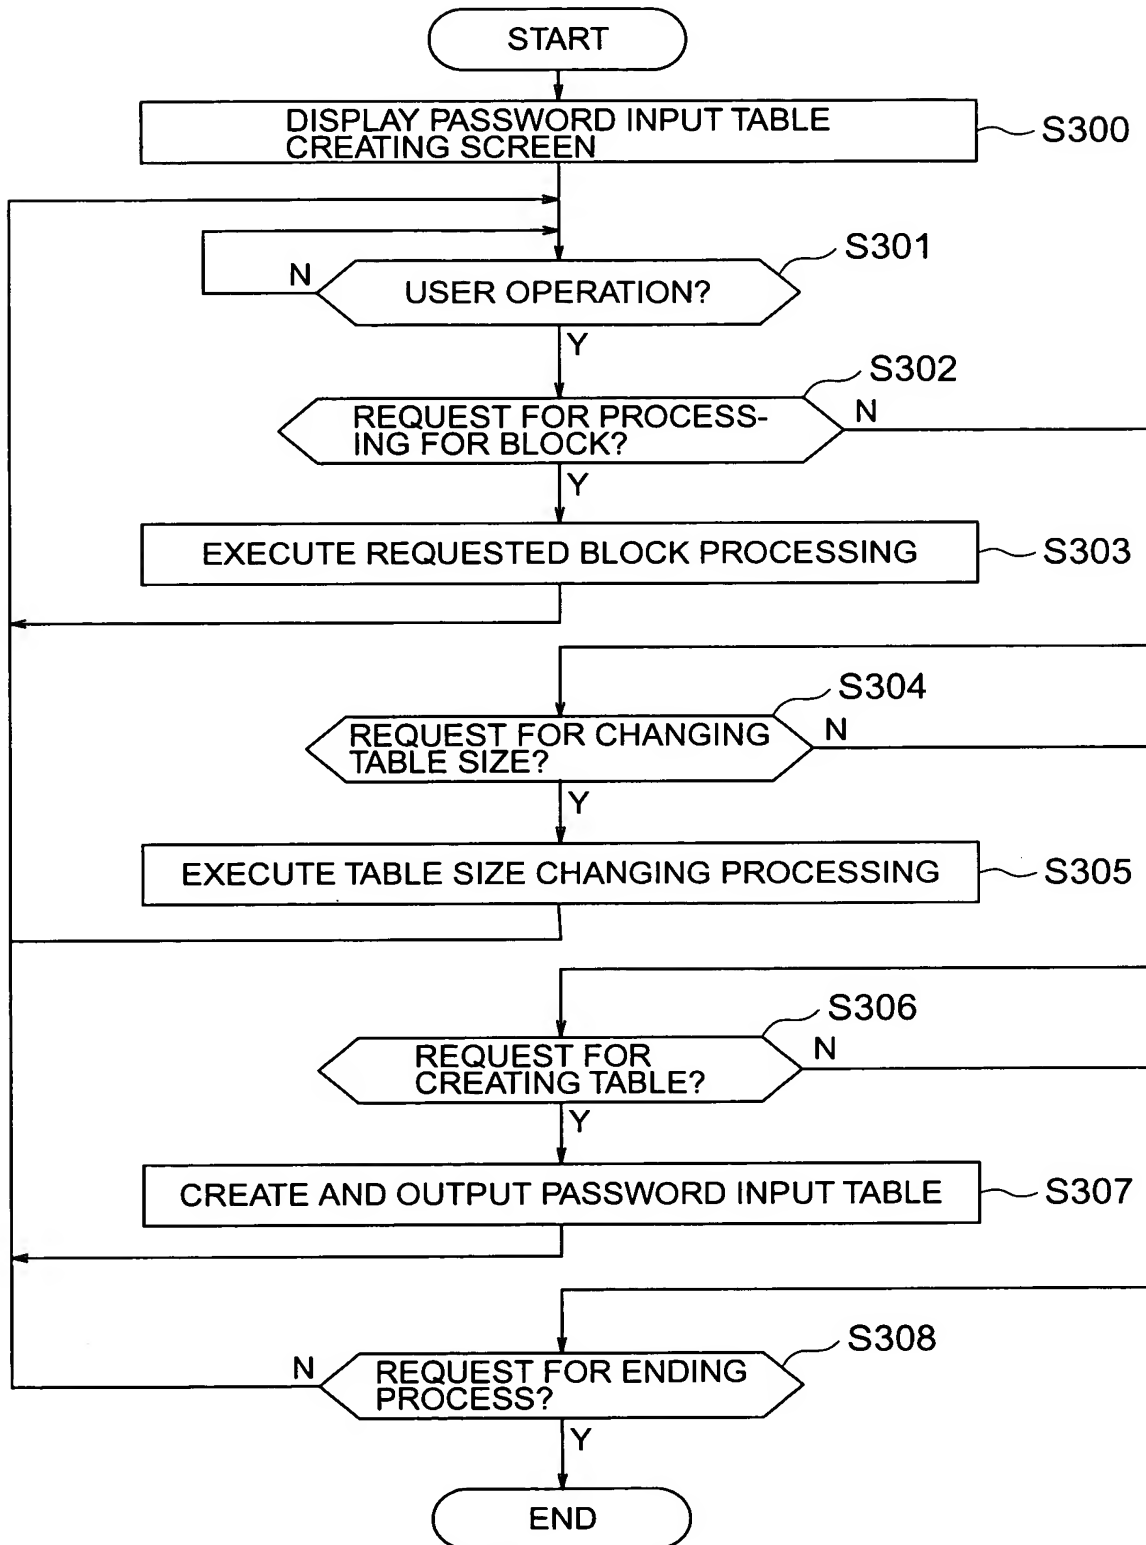 START
DISPLAY PASSWORD INPUT TABLE
CREATING SCREEN
S300
S301
N
USER OPERATION?
Y
S302
REQUEST FOR PROCESS-
ING FOR BLOCK?
N
Y
EXECUTE REQUESTED BLOCK PROCESSING
S303
S304
REQUEST FOR CHANGING
TABLE SIZE?
N
Y
EXECUTE TABLE SIZE CHANGING PROCESSING
S305
S306
REQUEST FOR
CREATING TABLE?
N
Y
CREATE AND OUTPUT PASSWORD INPUT TABLE
S307
S308
N
REQUEST FOR ENDING
PROCESS?
Y
END